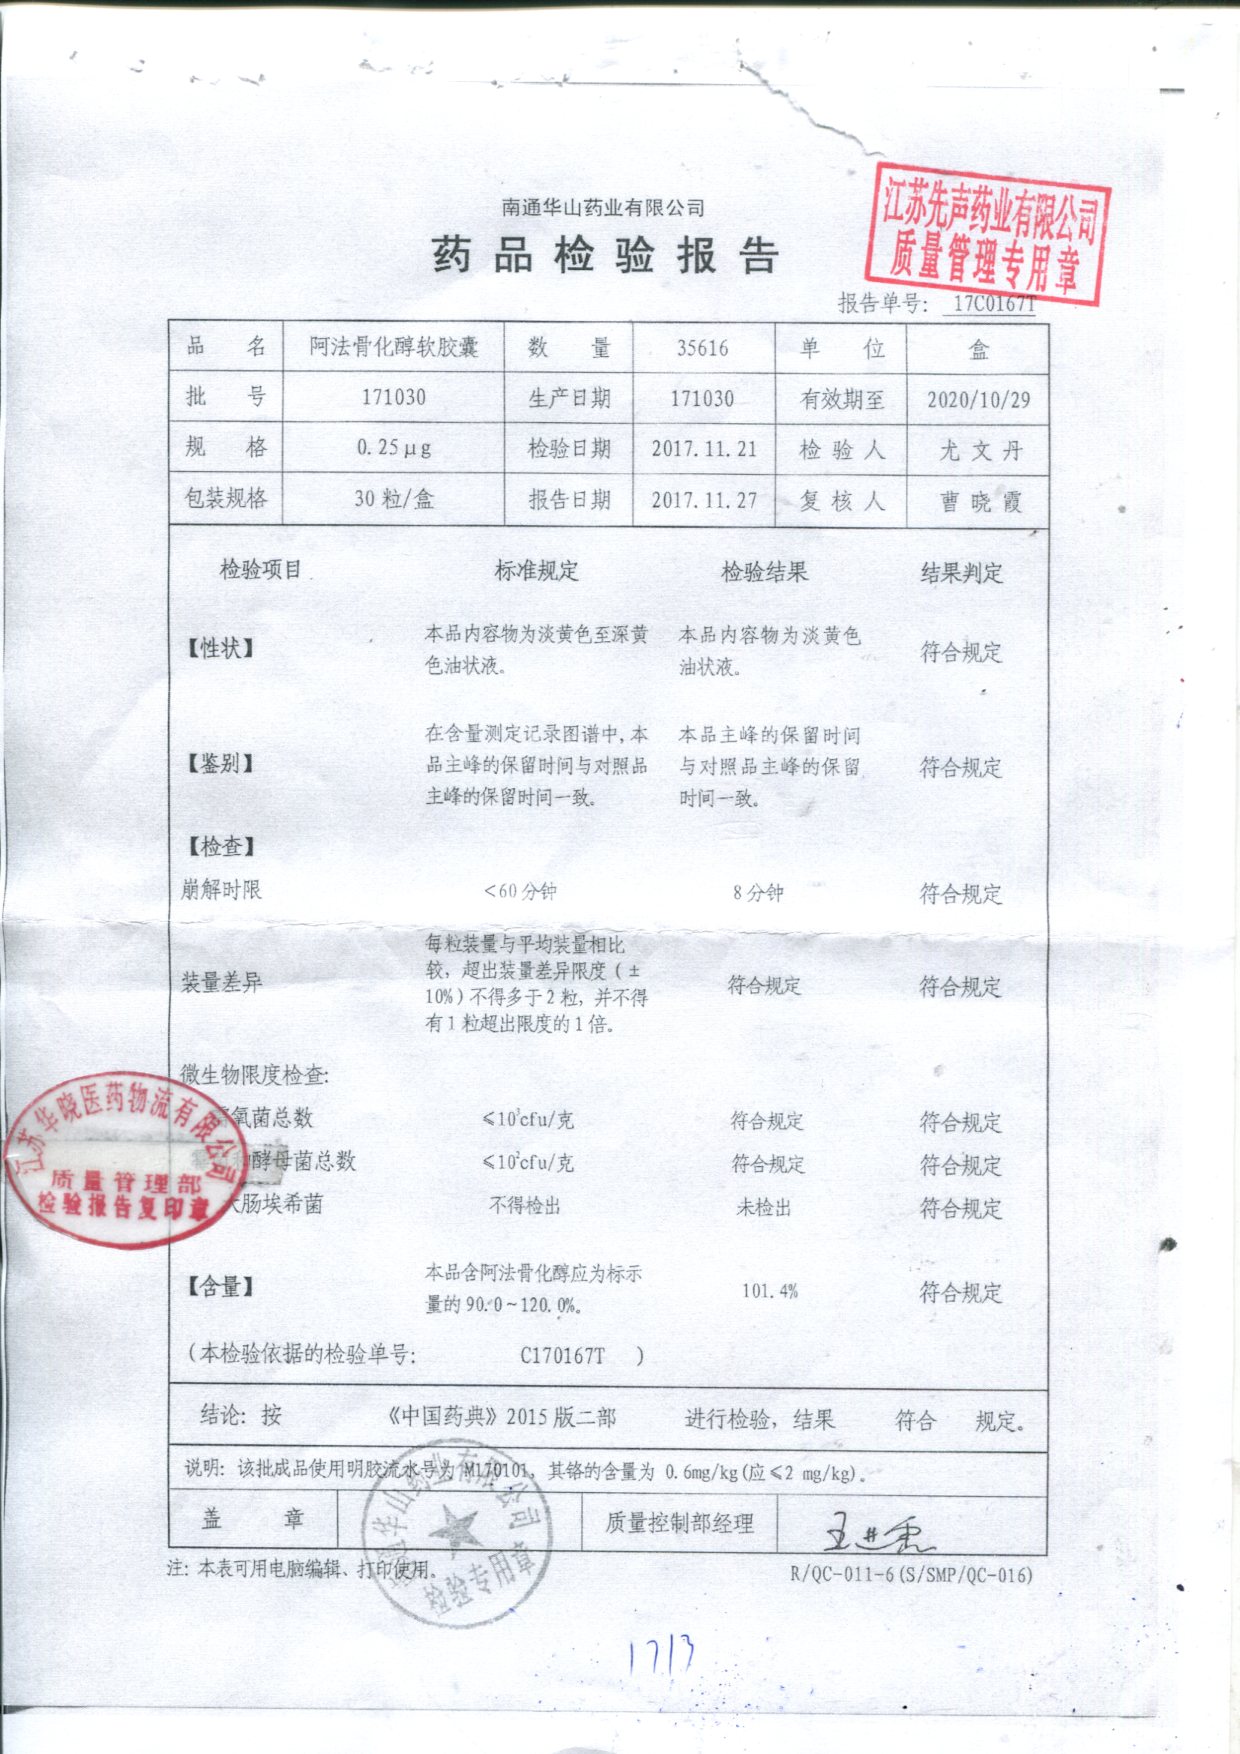 南通华山药业有限公司
药品检验报告
江苏先声药业有限公司
质量管理专用章
报告单号: 17C0167T
品 名 阿法骨化醇软胶囊 数 量 35616 单 位 盒
批 号 171030 生产日期 171030 有效期至 2020/10/29
规 格 0.25μg 检验日期 2017.11.21 检验人 尤文丹
包装规格 30粒/盒 报告日期 2017.11.27 复核人 曹晓霞
检验项目 标准规定 检验结果 结果判定
【性状】 本品内容物为淡黄色至深黄 本品内容物为淡黄色 符合规定
色油状液。 油状液。
在含量测定记录图谱中,本 本品主峰的保留时间
【鉴别】 品主峰的保留时间与对照品 与对照品主峰的保留 符合规定
主峰的保留时间一致。 时间一致。
【检查】
崩解时限 <60分钟 8分钟 符合规定
每粒装量与平均装量相比
装量差异 较,超出装量差异限度(± 符合规定 符合规定
10%)不得多于2粒,并不得
有1粒超出限度的1倍。
微生物限度检查:
氧菌总数 ≤10³cfu/克 符合规定 符合规定
酵母菌总数 ≤10²cfu/克 符合规定 符合规定
大肠埃希菌 不得检出 未检出 符合规定
江苏华晓医药物流有限公司
质量管理部
检验报告复印章
【含量】 本品含阿法骨化醇应为标示 101.4% 符合规定
量的90.0~120.0%。
(本检验依据的检验单号: C170167T )
结论: 按 《中国药典》2015版二部 进行检验, 结果 符合 规定。
说明: 该批成品使用明胶流水号为 M170101, 其铬的含量为 0.6mg/kg(应≤2 mg/kg)。
盖 章 质量控制部经理
南通华山药业有限公司
检验专用章
注: 本表可用电脑编辑、打印使用。 R/QC-011-6(S/SMP/QC-016)
1713